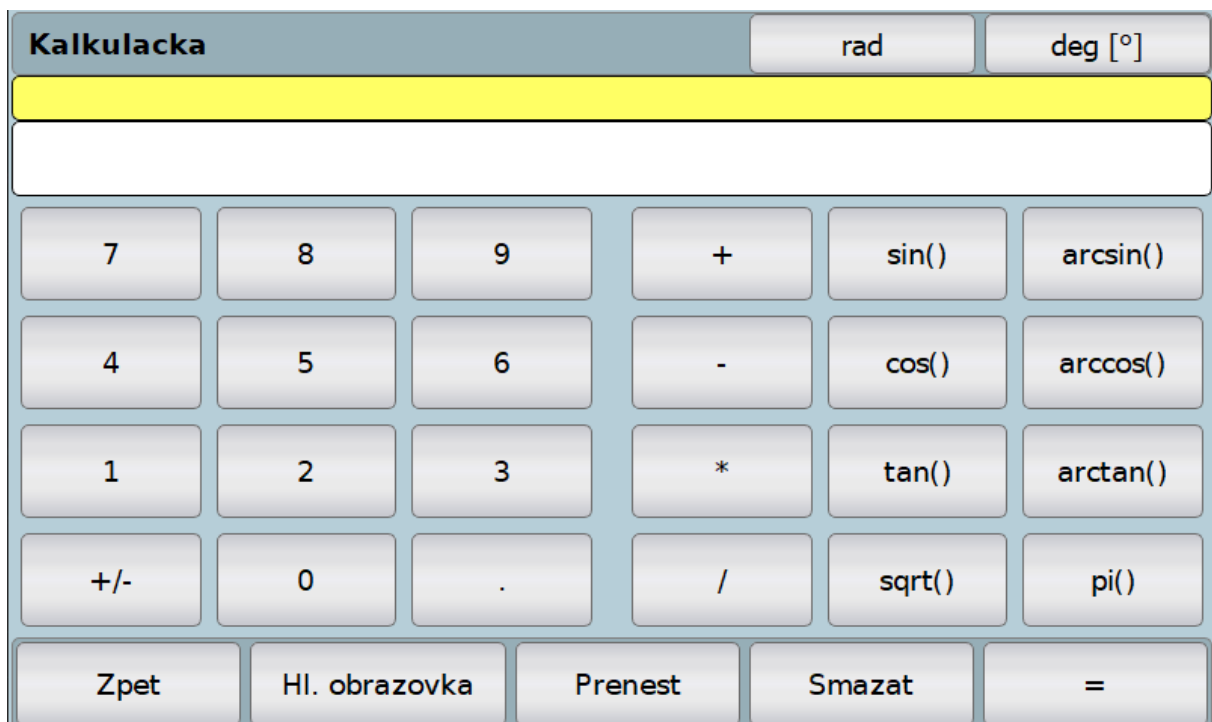 Kalkulacka rad deg [°]
7 8 9 + sin() arcsin()
4 5 6 - cos() arccos()
1 2 3 * tan() arctan()
+/- 0 . / sqrt() pi()
Zpet Hl. obrazovka Prenest Smazat =